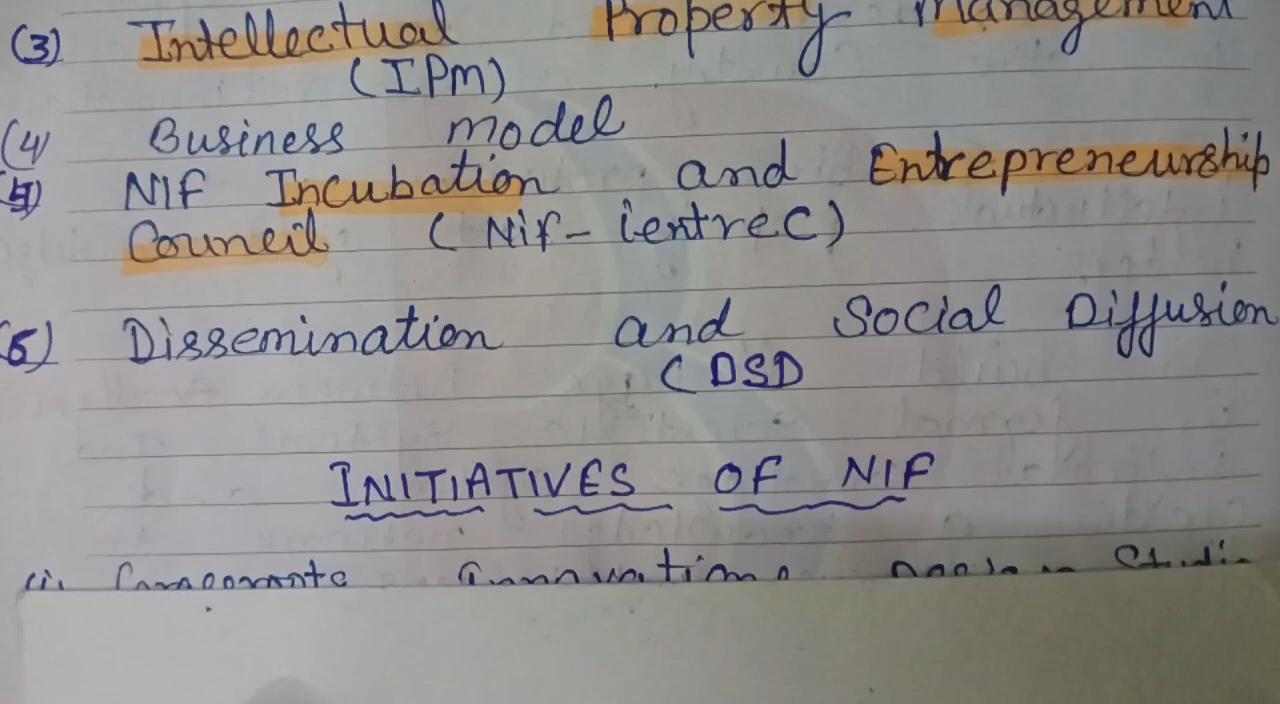 (3) Intellectual Property Management
(IPM)
(4) Business model
(5) NIF Incubation and Entrepreneurship
Council (Nif-ientreC)
(6) Dissemination and Social Diffusion
(DSD
INITIATIVES OF NIF